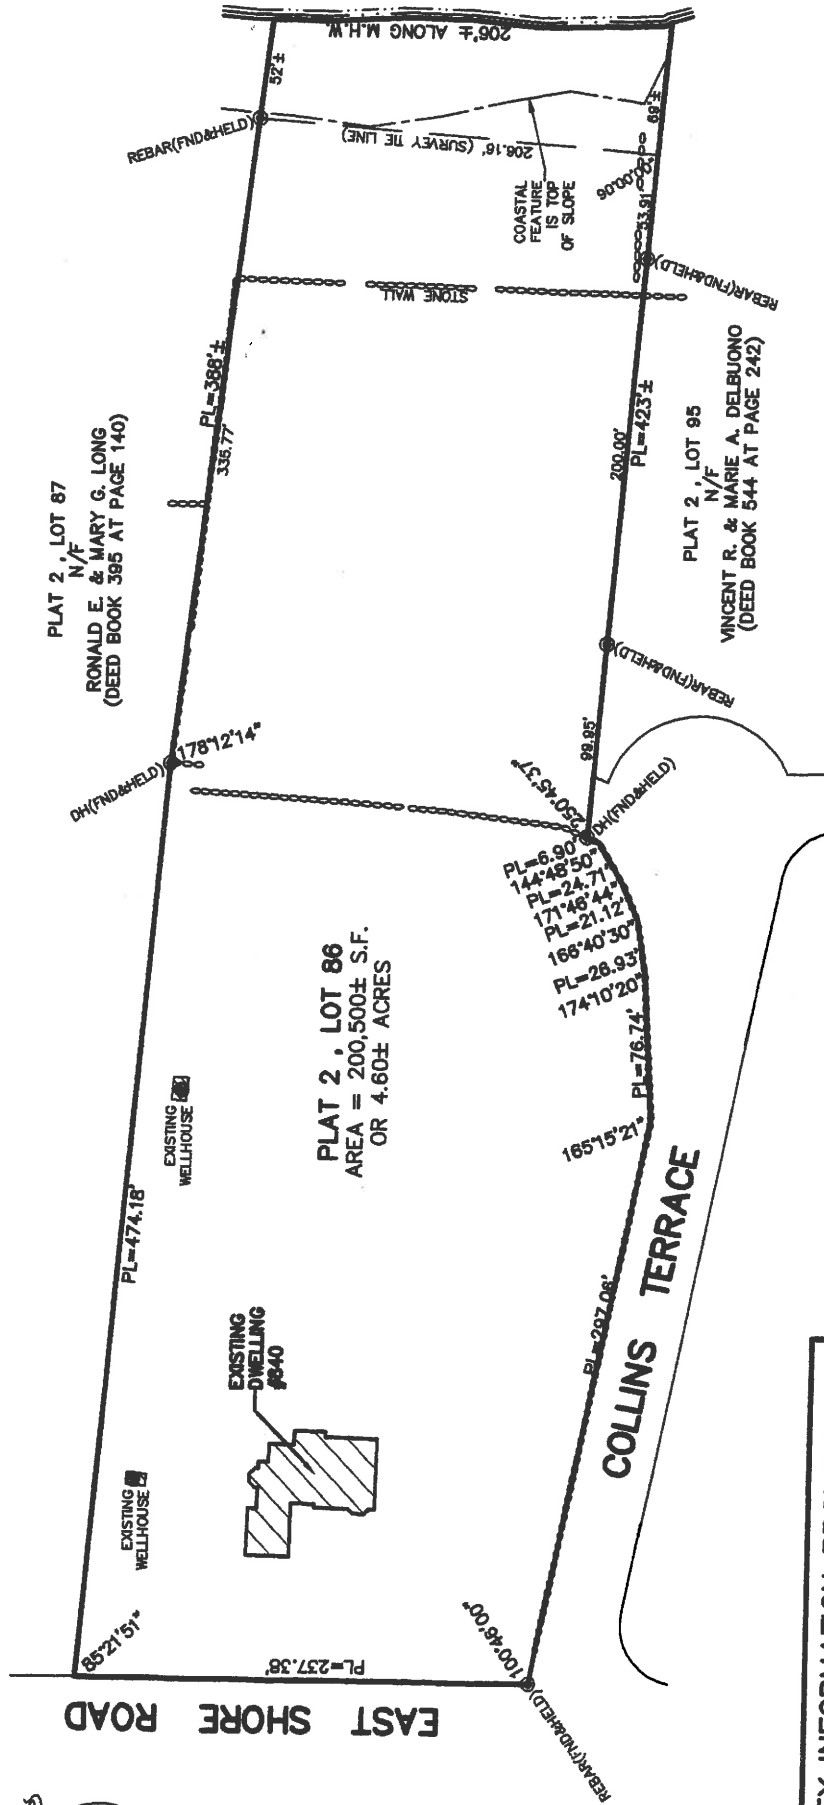 206'± ALONG M.H.W.
52'±
REBAR(FND&HELD)
206.16' (SURVEY TIE LINE)
69'±
90°00'00"
53.91'
COASTAL
FEATURE
IS TOP
OF SLOPE
REBAR(FND&HELD)
STONE WALL
PL=388'±
335.77'
200.00'
PL=423'±
PLAT 2 , LOT 87
N/F
RONALD E. & MARY G. LONG
(DEED BOOK 395 AT PAGE 140)
PLAT 2 , LOT 95
N/F
VINCENT R. & MARIE A. DELBUONO
(DEED BOOK 544 AT PAGE 242)
REBAR(FND&HELD)
DH(FND&HELD)
178°12'14"
99.95'
250°45'37"
DH(FND&HELD)
PL=6.90'
144°48'50"
PL=24.71'
171°46'44"
PL=21.12'
166°40'30"
PL=26.93'
174°10'20"
PL=76.74'
165°15'21"
PLAT 2 , LOT 86
AREA = 200,500± S.F.
OR 4.60± ACRES
EXISTING
WELLHOUSE
PL=474.18'
EXISTING
DWELLING
#840
PL=297.06'
COLLINS TERRACE
EXISTING
WELLHOUSE
85°21'51"
100°46'00"
PL=237.38'
REBAR(FND&HELD)
EAST SHORE ROAD
INFORMATION